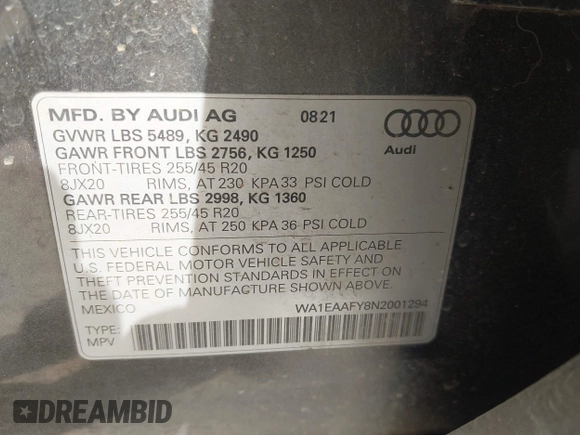 MFD. BY AUDI AG 0821
Audi
GVWR LBS 5489, KG 2490
GAWR FRONT LBS 2756, KG 1250
FRONT-TIRES 255/45 R20
8JX20 RIMS, AT 230 KPA 33 PSI COLD
GAWR REAR LBS 2998, KG 1360
REAR-TIRES 255/45 R20
8JX20 RIMS, AT 250 KPA 36 PSI COLD
THIS VEHICLE CONFORMS TO ALL APPLICABLE
U.S. FEDERAL MOTOR VEHICLE SAFETY AND
THEFT PREVENTION STANDARDS IN EFFECT ON
THE DATE OF MANUFACTURE SHOWN ABOVE.
MEXICO WA1EAAFY8N2001294
TYPE:
MPV
DREAMBID